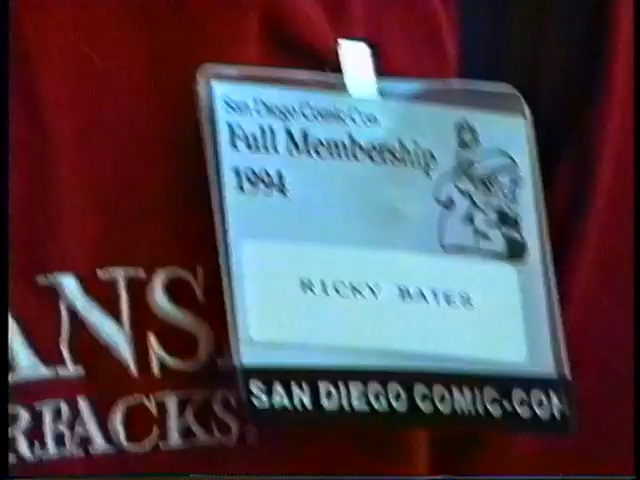 San Diego Comic Con
Full Membership
1994
RICKY BATES
SAN DIEGO COMIC-CON
ANS
RBACKS